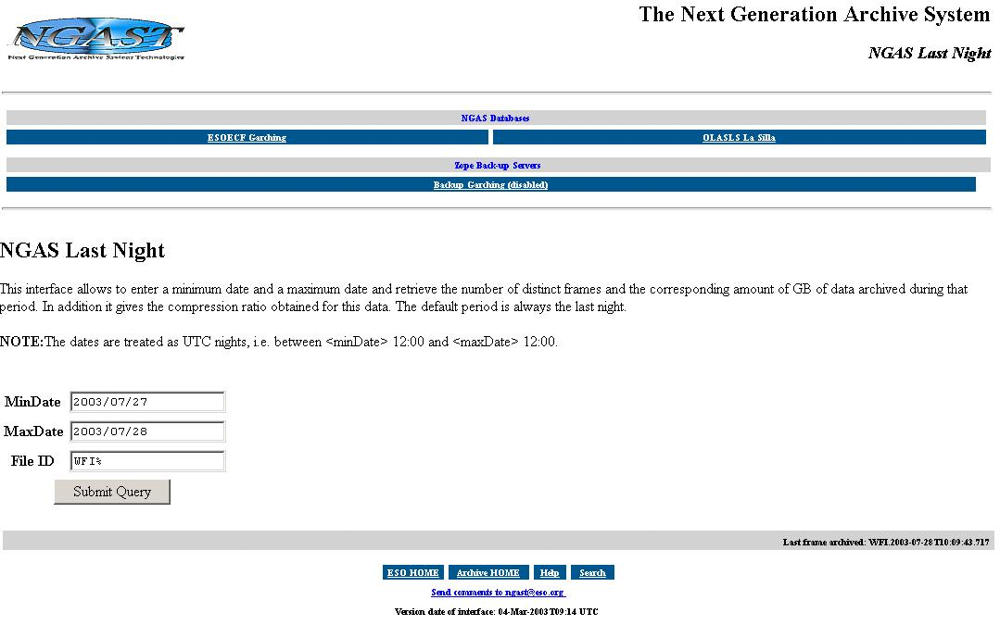 NGAST
Next Generation Archive Systems Technologies
The Next Generation Archive System
NGAS Last Night
NGAS Databases
ESOECF Garching
OLASLS La Silla
Zope Back-up Servers
Backup Garching (disabled)
NGAS Last Night
This interface allows to enter a minimum date and a maximum date and retrieve the number of distinct frames and the corresponding amount of GB of data archived during that
period. In addition it gives the compression ratio obtained for this data. The default period is always the last night.
NOTE:The dates are treated as UTC nights, i.e. between <minDate> 12:00 and <maxDate> 12:00.
MinDate 2003/07/27
MaxDate 2003/07/28
File ID WFI%
Submit Query
Last frame archived: WFI.2003-07-28T10:09:43.717
ESO HOME Archive HOME Help Search
Send comments to ngast@eso.org
Version date of interface: 04-Mar-2003T09:14 UTC